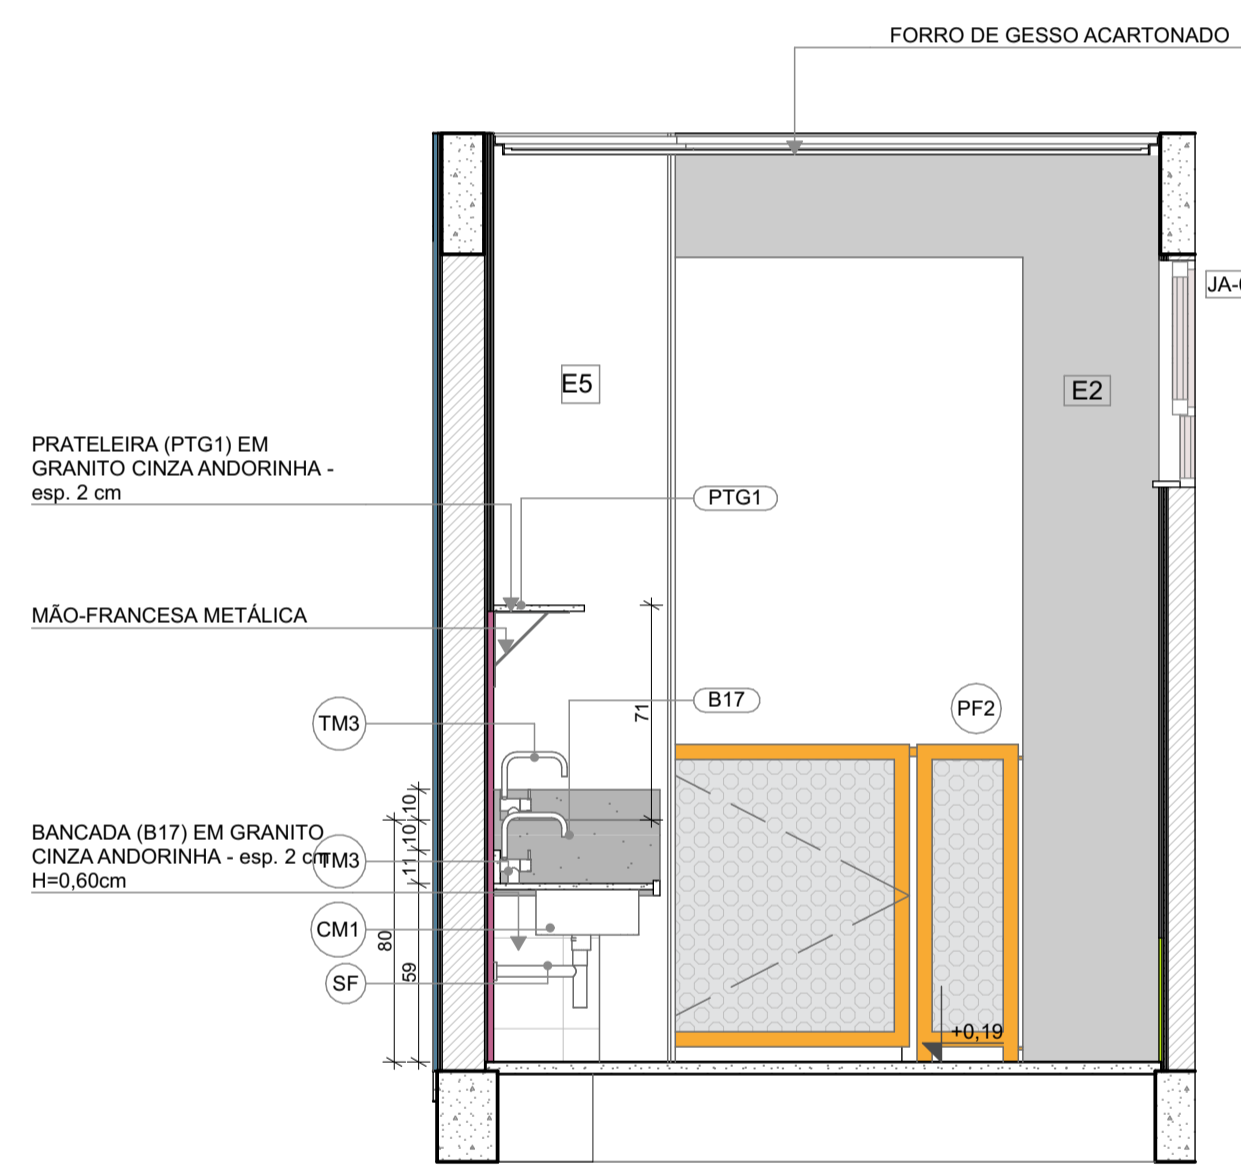 FORRO DE GESSO ACARTONADO
JA-
E5
E2
PRATELEIRA (PTG1) EM
GRANITO CINZA ANDORINHA -
esp. 2 cm
PTG1
MÃO-FRANCESA METÁLICA
B17
TM3
71
PF2
10
BANCADA (B17) EM GRANITO
CINZA ANDORINHA - esp. 2 cm
H=0,60cm
TM3
10
11
CM1
80
59
SF
+0,19